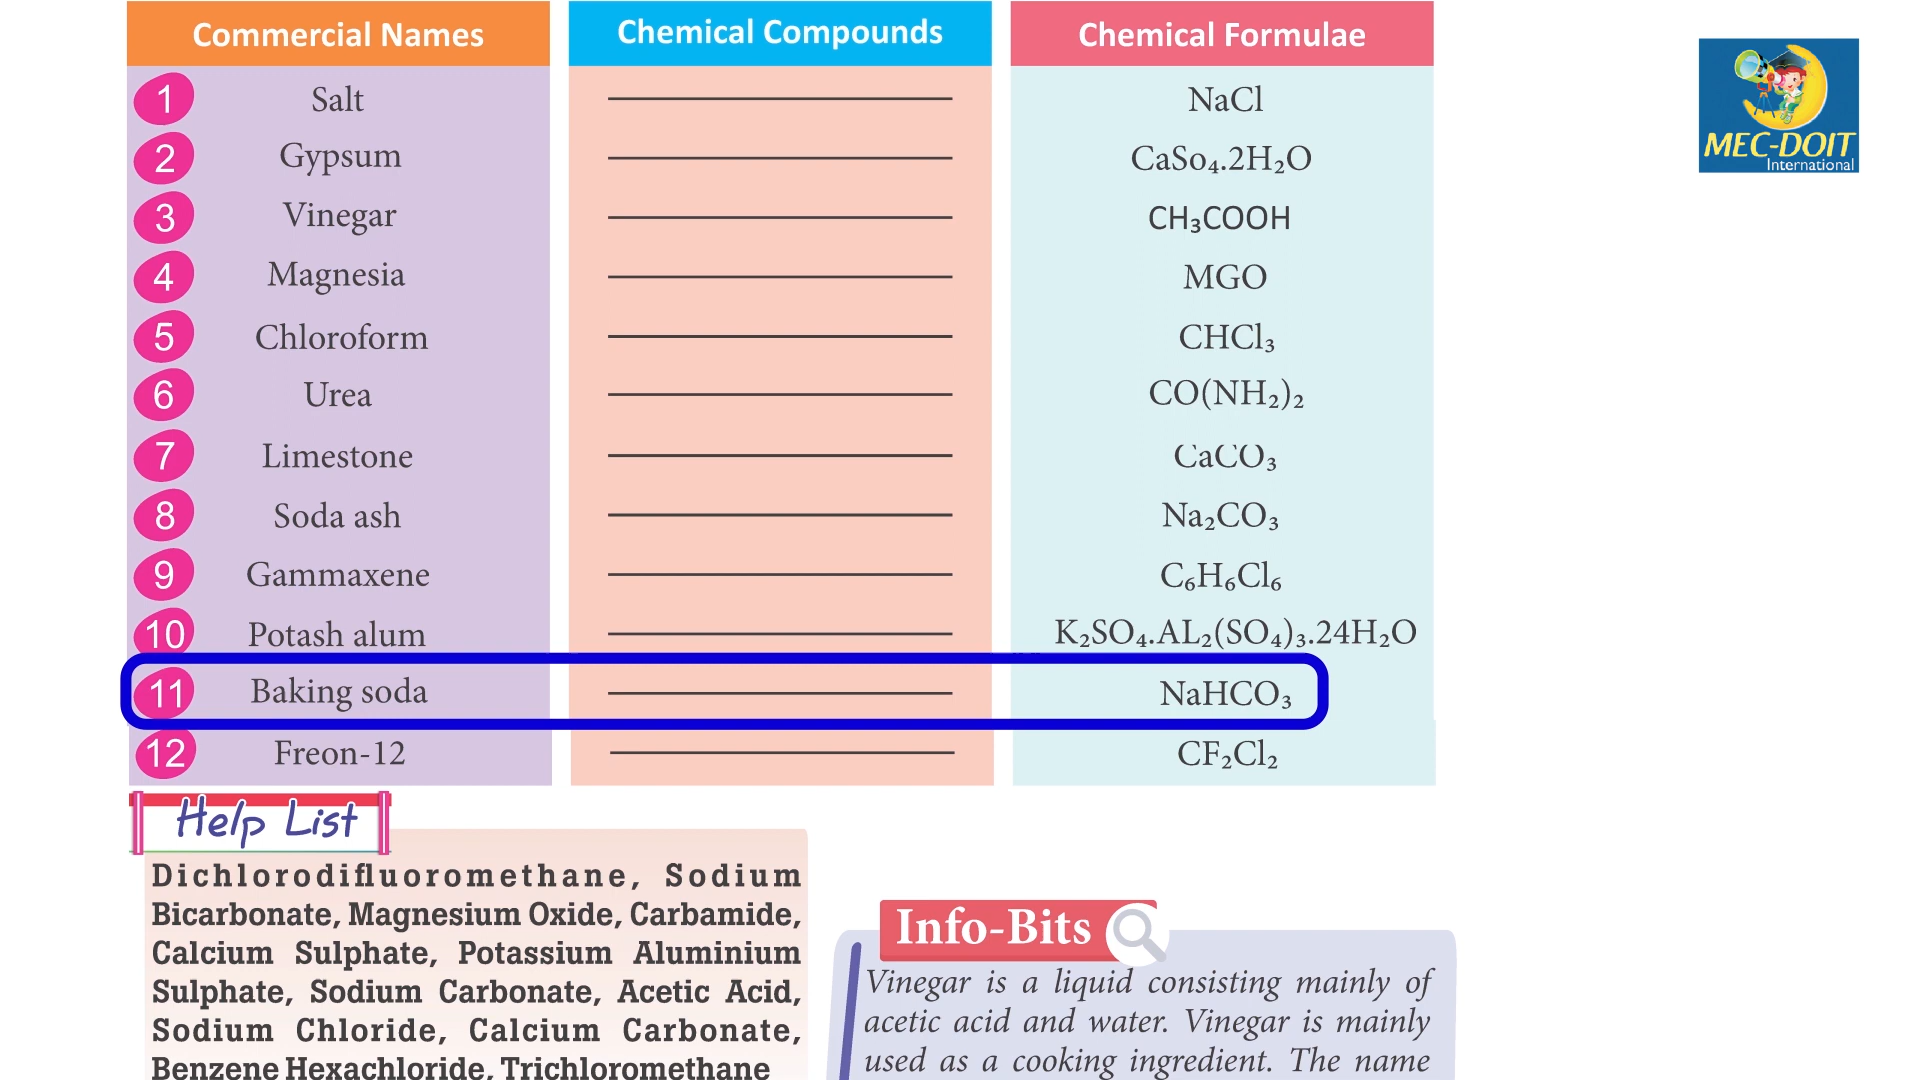 Commercial Names Chemical Compounds Chemical Formulae
1 Salt NaCl
2 Gypsum CaSo₄.2H₂O
3 Vinegar CH₃COOH
4 Magnesia MGO
5 Chloroform CHCl₃
6 Urea CO(NH₂)₂
7 Limestone CaCO₃
8 Soda ash Na₂CO₃
9 Gammaxene C₆H₆Cl₆
10 Potash alum K₂SO₄.AL₂(SO₄)₃.24H₂O
11 Baking soda NaHCO₃
12 Freon-12 CF₂Cl₂
MEC-DOIT
International
Help List
Dichlorodifluoromethane, Sodium
Bicarbonate, Magnesium Oxide, Carbamide,
Calcium Sulphate, Potassium Aluminium
Sulphate, Sodium Carbonate, Acetic Acid,
Sodium Chloride, Calcium Carbonate,
Benzene Hexachloride, Trichloromethane
Info-Bits
Vinegar is a liquid consisting mainly of
acetic acid and water. Vinegar is mainly
used as a cooking ingredient. The name